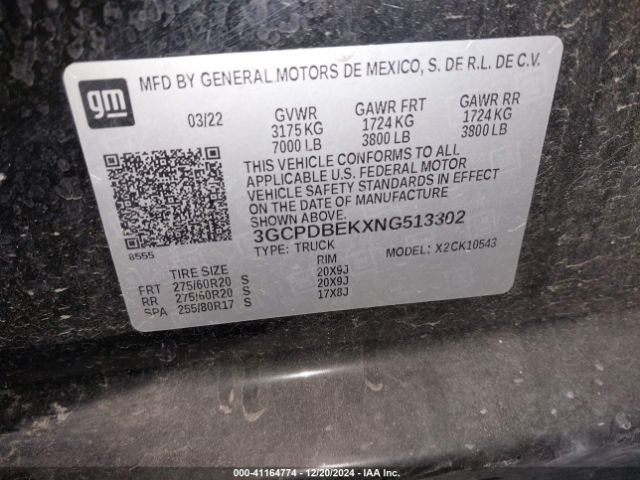 gm
MFD BY GENERAL MOTORS DE MEXICO, S. DE R.L. DE C.V.
03/22 GVWR GAWR FRT GAWR RR
3175 KG 1724 KG 1724 KG
7000 LB 3800 LB 3800 LB
THIS VEHICLE CONFORMS TO ALL
APPLICABLE U.S. FEDERAL MOTOR
VEHICLE SAFETY STANDARDS IN EFFECT
ON THE DATE OF MANUFACTURE
SHOWN ABOVE.
3GCPDBEKXNG513302
8555 TYPE: TRUCK MODEL: X2CK10543
TIRE SIZE RIM
FRT 275/60R20 S 20X9J
RR 275/60R20 S 20X9J
SPA 255/80R17 S 17X8J
000-41164774 — 12/20/2024 — IAA Inc.